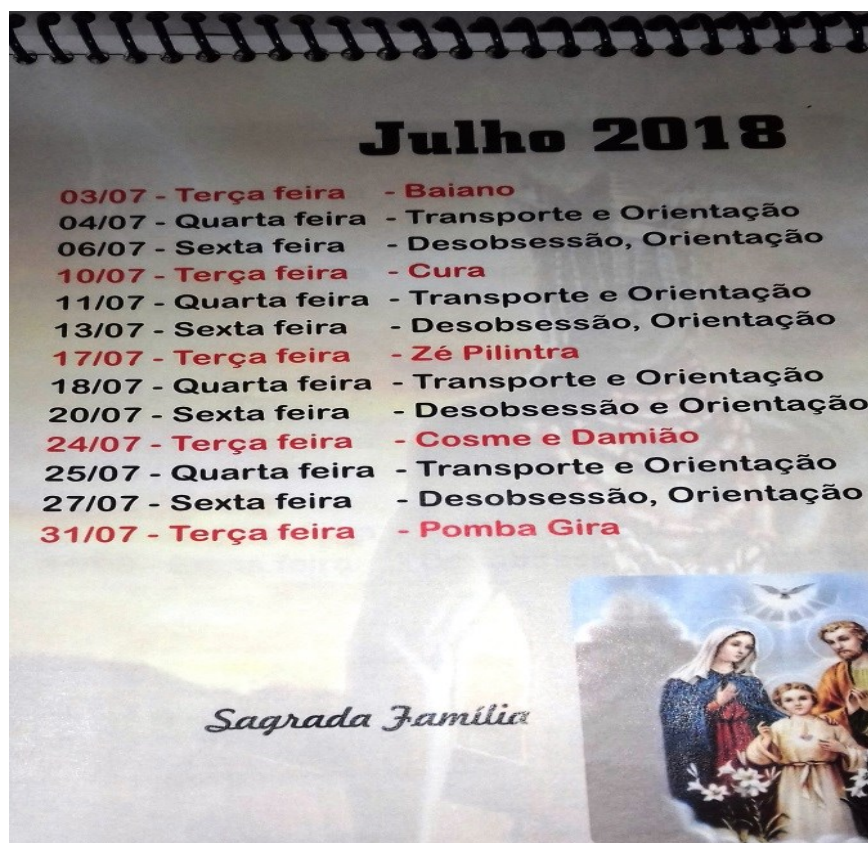 Julho 2018
03/07 - Terça feira - Baiano
04/07 - Quarta feira - Transporte e Orientação
06/07 - Sexta feira - Desobsessão, Orientação
10/07 - Terça feira - Cura
11/07 - Quarta feira - Transporte e Orientação
13/07 - Sexta feira - Desobsessão, Orientação
17/07 - Terça feira - Zé Pilintra
18/07 - Quarta feira - Transporte e Orientação
20/07 - Sexta feira - Desobsessão e Orientação
24/07 - Terça feira - Cosme e Damião
25/07 - Quarta feira - Transporte e Orientação
27/07 - Sexta feira - Desobsessão, Orientação
31/07 - Terça feira - Pomba Gira
Sagrada Família